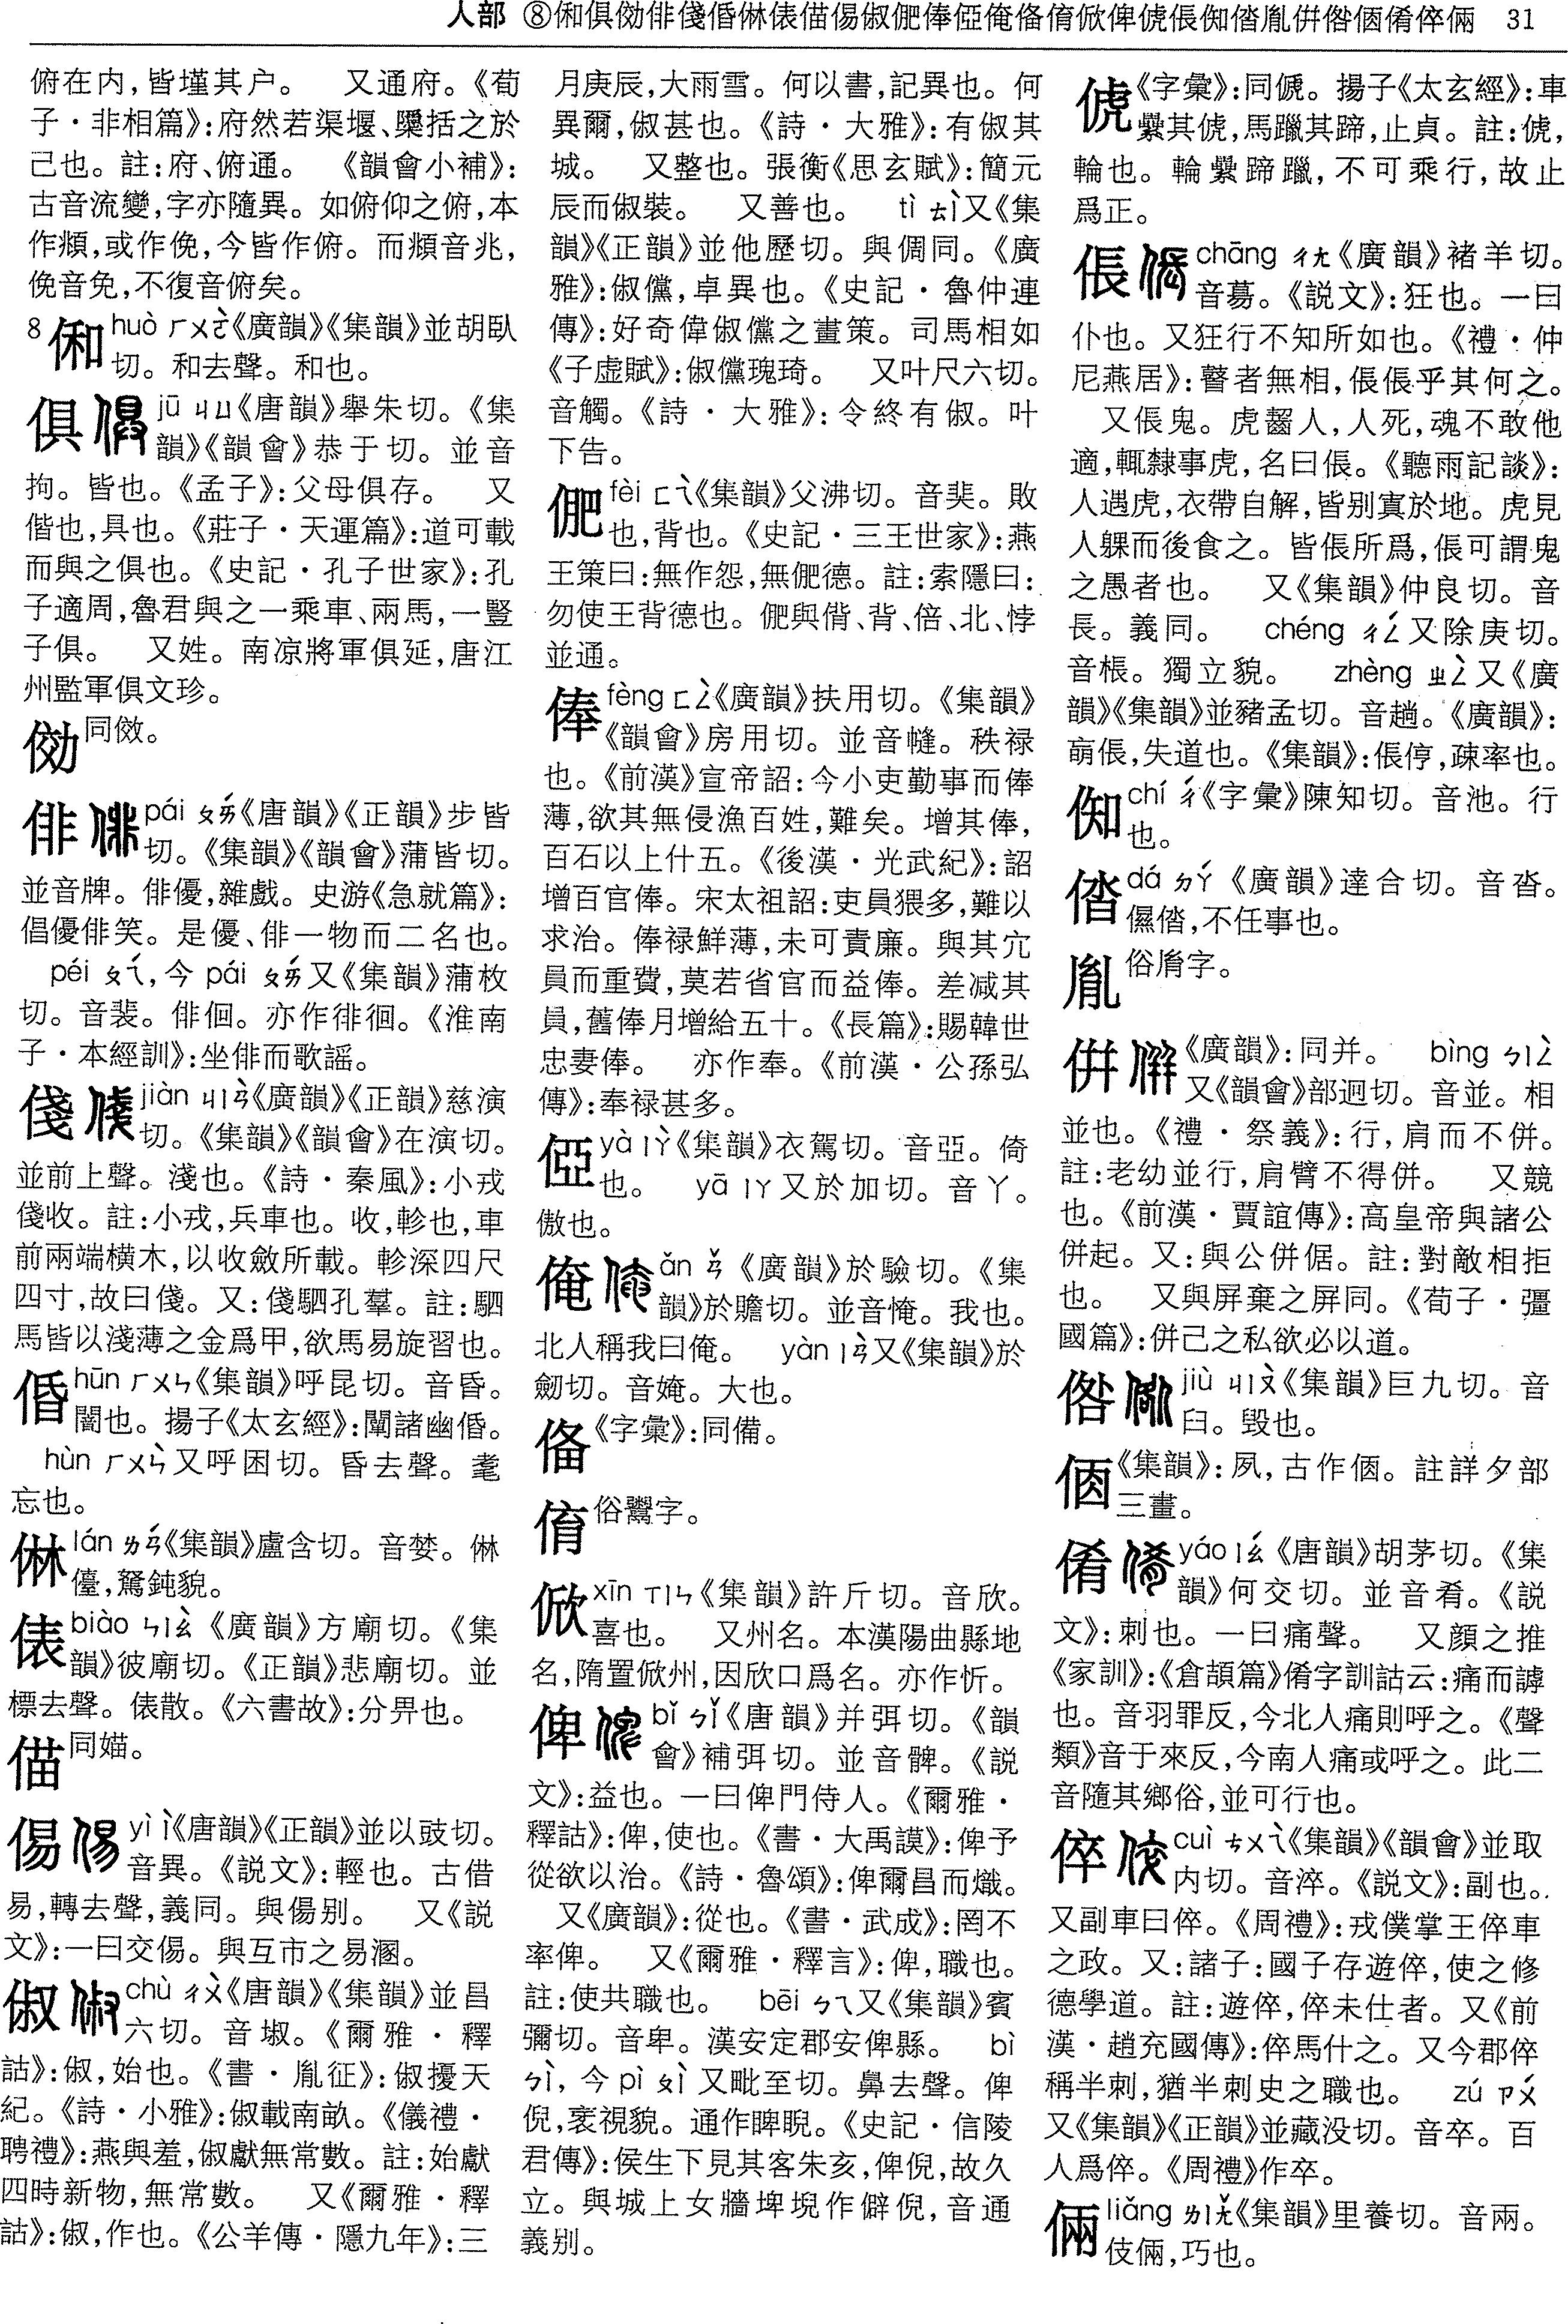 人部 ⑧俰俱俲俳俴倱惏俵偛傷俶俷俸俹俺俻㑗俽俾俿倀倁偺胤倂倃倄倅倆 31
俯在内,皆墐其户。 又通府。《荀
子·非相篇》:府然若渠堰、檃括之於
己也。註:府、俯通。 《韻會小補》:
古音流變,字亦隨異。如俯仰之俯,本
作頫,或作俛,今皆作俯。而頫音兆,
俛音免,不復音俯矣。
8 俰 huò ㄏㄨㄛˋ《廣韻》《集韻》並胡臥
切。和去聲。和也。
俱 jū ㄐㄩ《唐韻》舉朱切。《集
韻》《韻會》恭于切。並音
拘。皆也。《孟子》:父母俱存。 又
偕也,具也。《莊子·天運篇》:道可載
而與之俱也。《史記·孔子世家》:孔
子適周,魯君與之一乘車、兩馬,一豎
子俱。 又姓。南凉將軍俱延,唐江
州監軍俱文珍。
俲 同傚。
俳 pái ㄆㄞˊ《唐韻》《正韻》步皆
切。《集韻》《韻會》蒲皆切。
並音牌。俳優,雜戲。史游《急就篇》:
倡優俳笑。是優、俳一物而二名也。
péi ㄆㄟˊ,今 pái ㄆㄞˊ又《集韻》蒲枚
切。音裴。俳佪。亦作徘徊。《淮南
子·本經訓》:坐俳而歌謡。
俴 jiàn ㄐㄧㄢˋ《廣韻》《正韻》慈演
切。《集韻》《韻會》在演切。
並前上聲。淺也。《詩·秦風》:小戎
俴收。註:小戎,兵車也。收,軫也,車
前兩端横木,以收斂所載。軫深四尺
四寸,故曰俴。又:俴駟孔羣。註:駟
馬皆以淺薄之金爲甲,欲馬易旋習也。
hūn ㄏㄨㄣ《集韻》呼昆切。音昏。
闇也。揚子《太玄經》:闡諸幽。
hùn ㄏㄨㄣˋ又呼困切。昏去聲。耄
忘也。
lán ㄌㄢˊ《集韻》盧含切。音婪。
儓,駑鈍貌。
俵 biào ㄅㄧㄠˋ《廣韻》方廟切。《集
韻》彼廟切。《正韻》悲廟切。並
標去聲。俵散。《六書故》:分畀也。
同媌。
yì ㄧˋ《唐韻》《正韻》並以豉切。
音異。《説文》:輕也。古借
易,轉去聲,義同。與偒别。 又《説
文》:一曰交㑥。與互市之易溷。
俶 chù ㄔㄨˋ《唐韻》《集韻》並昌
六切。音埱。《爾雅·釋
詁》:俶,始也。《書·胤征》:俶擾天
紀。《詩·小雅》:俶載南畝。《儀禮·
聘禮》:燕與羞,俶獻無常數。註:始獻
四時新物,無常數。 又《爾雅·釋
詁》:俶,作也。《公羊傳·隱九年》:三
月庚辰,大雨雪。何以書,記異也。何
異爾,俶甚也。《詩·大雅》:有俶其
城。 又整也。張衡《思玄賦》:簡元
辰而俶裝。 又善也。 tì ㄊㄧˋ又《集
韻》《正韻》並他歷切。與倜同。《廣
雅》:俶儻,卓異也。《史記·魯仲連
傳》:好奇偉俶儻之畫策。司馬相如
《子虚賦》:俶儻瑰琦。 又叶尺六切。
音觸。《詩·大雅》:令終有俶。叶
下告。
俷 fèi ㄈㄟˋ《集韻》父沸切。音㥱。敗
也,背也。《史記·三王世家》:燕
王策曰:無作怨,無俷德。註:索隱曰:
勿使王背德也。俷與偝、背、倍、北、悖
並通。
俸 fèng ㄈㄥˋ《廣韻》扶用切。《集韻》
《韻會》房用切。並音㡝。秩禄
也。《前漢》宣帝詔:今小吏勤事而俸
薄,欲其無侵漁百姓,難矣。增其俸,
百石以上什五。《後漢·光武紀》:詔
增百官俸。宋太祖詔:吏員猥多,難以
求治。俸禄鮮薄,未可責廉。與其冗
員而重費,莫若省官而益俸。差减其
員,舊俸月增給五十。《長篇》:賜韓世
忠妻俸。 亦作奉。《前漢·公孫弘
傳》:奉禄甚多。
俹 yà ㄧㄚˋ《集韻》衣駕切。音亞。倚
也。 yā ㄧㄚ又於加切。音丫。
傲也。
俺 ǎn ㄢˇ《廣韻》於驗切。《集
韻》於贍切。並音㤿。我也。
北人稱我曰俺。 yàn ㄧㄢˋ又《集韻》於
劒切。音媕。大也。
俻 《字彙》:同備。
俗鬻字。
俽 xīn ㄒㄧㄣ《集韻》許斤切。音欣。
喜也。 又州名。本漢陽曲縣地
名,隋置俽州,因欣口爲名。亦作忻。
俾 bǐ ㄅㄧˇ《唐韻》并弭切。《韻
會》補弭切。並音髀。《説
文》:益也。一曰俾門侍人。《爾雅·
釋詁》:俾,使也。《書·大禹謨》:俾予
從欲以治。《詩·魯頌》:俾爾昌而熾。
又《廣韻》:從也。《書·武成》:罔不
率俾。 又《爾雅·釋言》:俾,職也。
註:使共職也。 bēi ㄅㄟ又《集韻》賓
彌切。音卑。漢安定郡安俾縣。 bì
ㄅㄧˋ,今 pì ㄆㄧˋ又毗至切。鼻去聲。俾
倪,衺視貌。通作睥睨。《史記·信陵
君傳》:侯生下見其客朱亥,俾倪,故久
立。與城上女牆埤堄作僻倪,音通
義别。
俿 《字彙》:同傂。揚子《太玄經》:車
纍其俿,馬躐其蹄,止貞。註:俿,
輪也。輪纍蹄躐,不可乘行,故止
爲正。
倀 chāng ㄔㄤ《廣韻》褚羊切。
音募。《説文》:狂也。一曰
仆也。又狂行不知所如也。《禮·仲
尼燕居》:瞽者無相,倀倀乎其何之。
又倀鬼。虎齧人,人死,魂不敢他
適,輒隸事虎,名曰倀。《聽雨記談》:
人遇虎,衣帶自解,皆别寘於地。虎見
人躶而後食之。皆倀所爲,倀可謂鬼
之愚者也。 又《集韻》仲良切。音
長。義同。 chéng ㄔㄥˊ又除庚切。
音棖。獨立貌。 zhèng ㄓㄥˋ又《廣
韻》《集韻》並豬孟切。音趟。《廣韻》:
倀,失道也。《集韻》:倀㑂,疎率也。
倁 chí ㄔˊ《字彙》陳知切。音池。行
也。
dá ㄉㄚˊ《廣韻》達合切。音沓。
儑㑫,不任事也。
俗胤字。
倂 《廣韻》:同并。 bìng ㄅㄧㄥˋ
又《韻會》部迥切。音並。相
並也。《禮·祭義》:行,肩而不倂。
註:老幼並行,肩臂不得倂。 又競
也。《前漢·賈誼傳》:高皇帝與諸公
倂起。又:與公倂倨。註:對敵相拒
也。 又與屏棄之屏同。《荀子·彊
國篇》:倂己之私欲必以道。
倃 jiù ㄐㄧㄡˋ《集韻》巨九切。音
臼。毀也。
《集韻》:夙,古作㑉。註詳夕部
三畫。
倄 yáo ㄧㄠˊ《唐韻》胡茅切。《集
韻》何交切。並音肴。《説
文》:刺也。一曰痛聲。 又顔之推
《家訓》:《倉頡篇》倄字訓詁云:痛而謼
也。音羽罪反,今北人痛則呼之。《聲
類》音于來反,今南人痛或呼之。此二
音隨其鄉俗,並可行也。
倅 cuì ㄘㄨㄟˋ《集韻》《韻會》並取
内切。音淬。《説文》:副也。
又副車曰倅。《周禮》:戎僕掌王倅車
之政。又:諸子:國子存遊倅,使之修
德學道。註:遊倅,倅未仕者。又《前
漢·趙充國傳》:倅馬什之。又今郡倅
稱半刺,猶半刺史之職也。 zú ㄗㄨˊ
又《集韻》《正韻》並藏没切。音卒。百
人爲倅。《周禮》作卒。
倆 liǎng ㄌㄧㄤˇ《集韻》里養切。音兩。
伎倆,巧也。